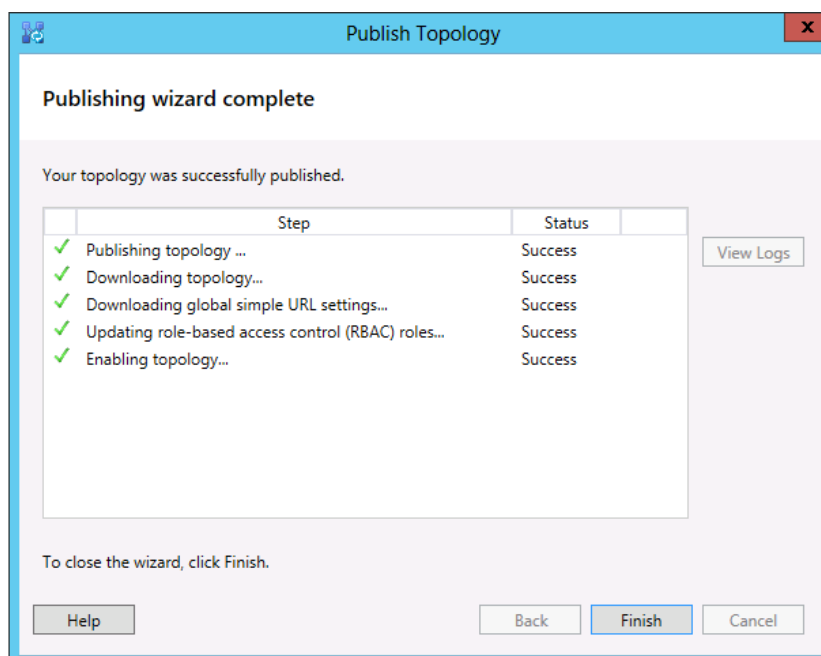 Publish Topology
x
Publishing wizard complete
Your topology was successfully published.
Step Status
Publishing topology ... Success
Downloading topology... Success
Downloading global simple URL settings... Success
Updating role-based access control (RBAC) roles... Success
Enabling topology... Success
View Logs
To close the wizard, click Finish.
Help Back Finish Cancel